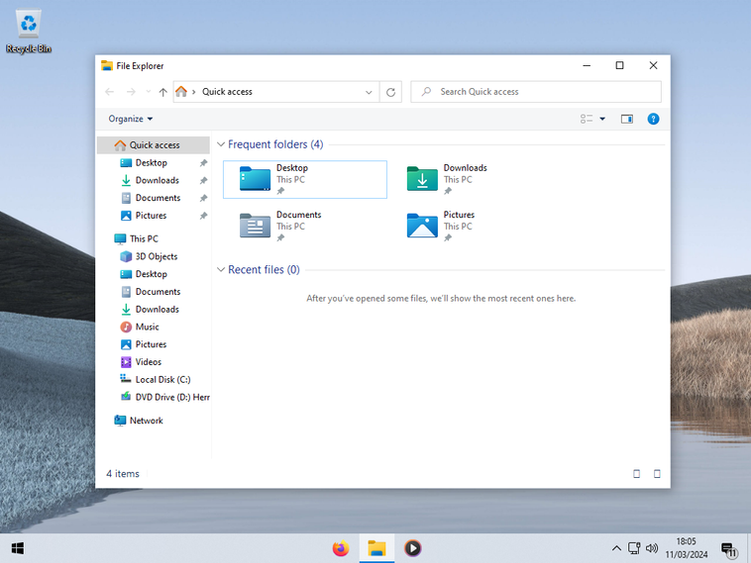 Recycle Bin
File Explorer
Quick access
Search Quick access
Organize
Quick access
Desktop
Downloads
Documents
Pictures
This PC
3D Objects
Desktop
Documents
Downloads
Music
Pictures
Videos
Local Disk (C:)
DVD Drive (D:) Herr
Network
Frequent folders (4)
Desktop
This PC
Downloads
This PC
Documents
This PC
Pictures
This PC
Recent files (0)
After you've opened some files, we'll show the most recent ones here.
4 items
18:05
11/03/2024
11